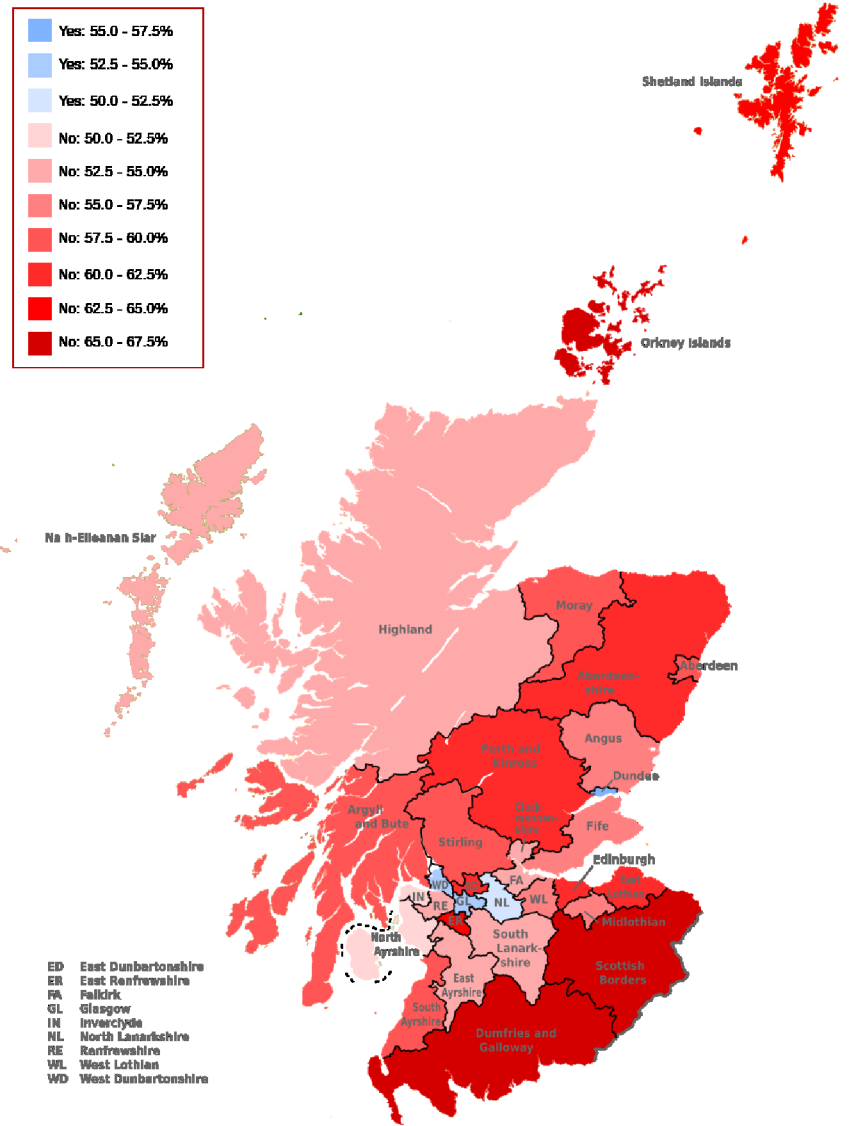 Yes: 55.0 - 57.5%
Yes: 52.5 - 55.0%
Yes: 50.0 - 52.5%
No: 50.0 - 52.5%
No: 52.5 - 55.0%
No: 55.0 - 57.5%
No: 57.5 - 60.0%
No: 60.0 - 62.5%
No: 62.5 - 65.0%
No: 65.0 - 67.5%
Shetland Islands
Orkney Islands
Na h-Eileanan Siar
Highland
Moray
Aberdeen
Aberdeen-
shire
Angus
Perth and
Kinross
Dundee
Argyll
and Bute
Clack-
mannan-
shire
Fife
Stirling
Edinburgh
FA
East
Lothian
WD
ED
IN
GL
NL
WL
RE
ER
Midlothian
North
Ayrshire
South
Lanark-
shire
Scottish
Borders
East
Ayrshire
South
Ayrshire
Dumfries and
Galloway
ED East Dunbartonshire
ER East Renfrewshire
FA Falkirk
GL Glasgow
IN Inverclyde
NL North Lanarkshire
RE Renfrewshire
WL West Lothian
WD West Dunbartonshire